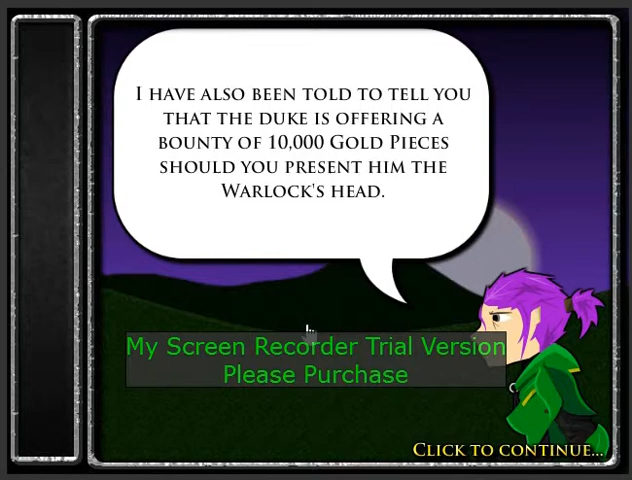 I have also been told to tell you
that the duke is offering a
bounty of 10,000 Gold Pieces
should you present him the
Warlock's head.
My Screen Recorder Trial Version
Please Purchase
Click to continue...